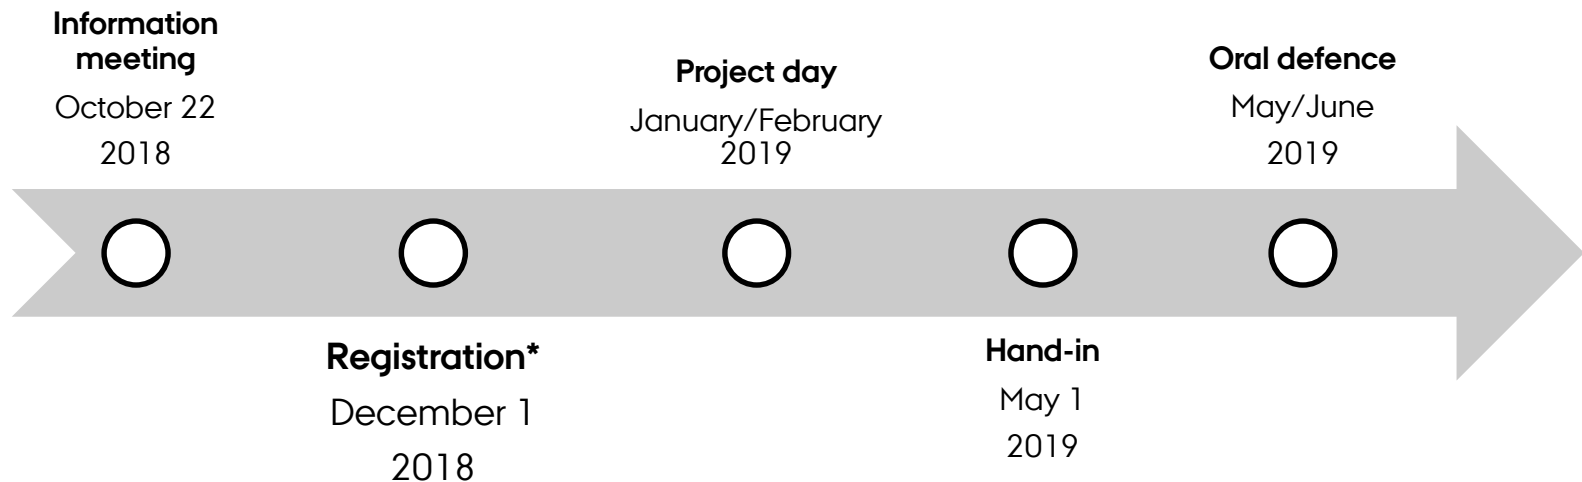 Information
meeting
October 22
2018
Registration*
December 1
2018
Project day
January/February
2019
Hand-in
May 1
2019
Oral defence
May/June
2019